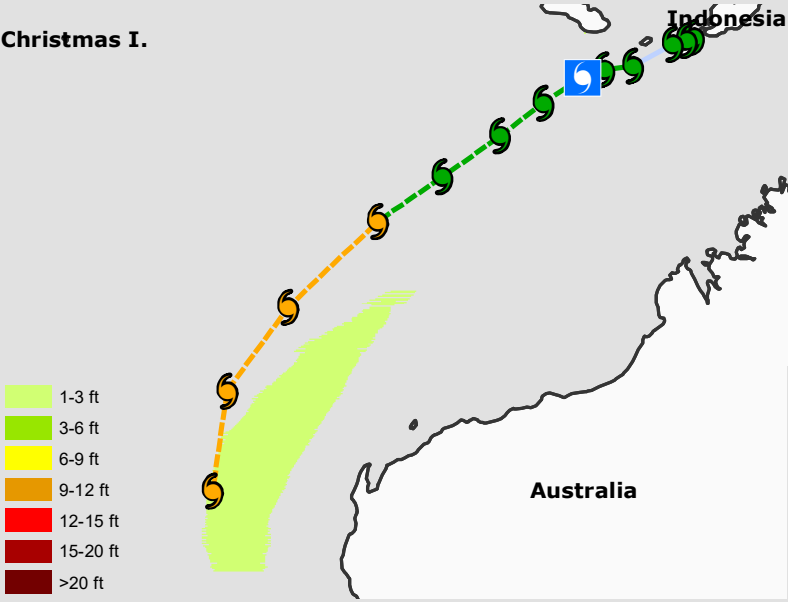 Indonesia
Christmas I.
1-3 ft
3-6 ft
6-9 ft
9-12 ft
12-15 ft
15-20 ft
>20 ft
Australia